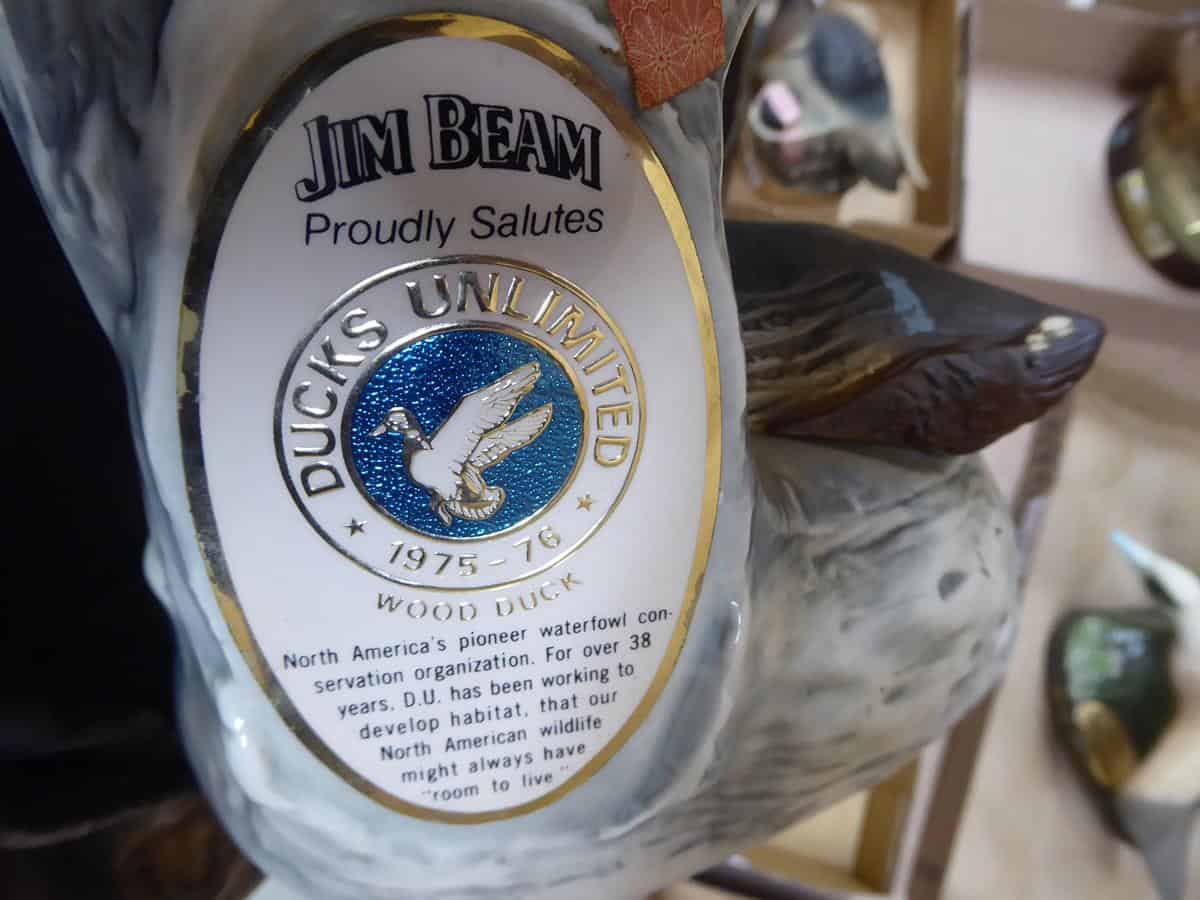 JIM BEAM
Proudly Salutes
DUCKS UNLIMITED
★ 1975-76 ★
WOOD DUCK
North America's pioneer waterfowl con-
servation organization. For over 38
years, D.U. has been working to
develop habitat, that our
North American wildlife
might always have
"room to live"